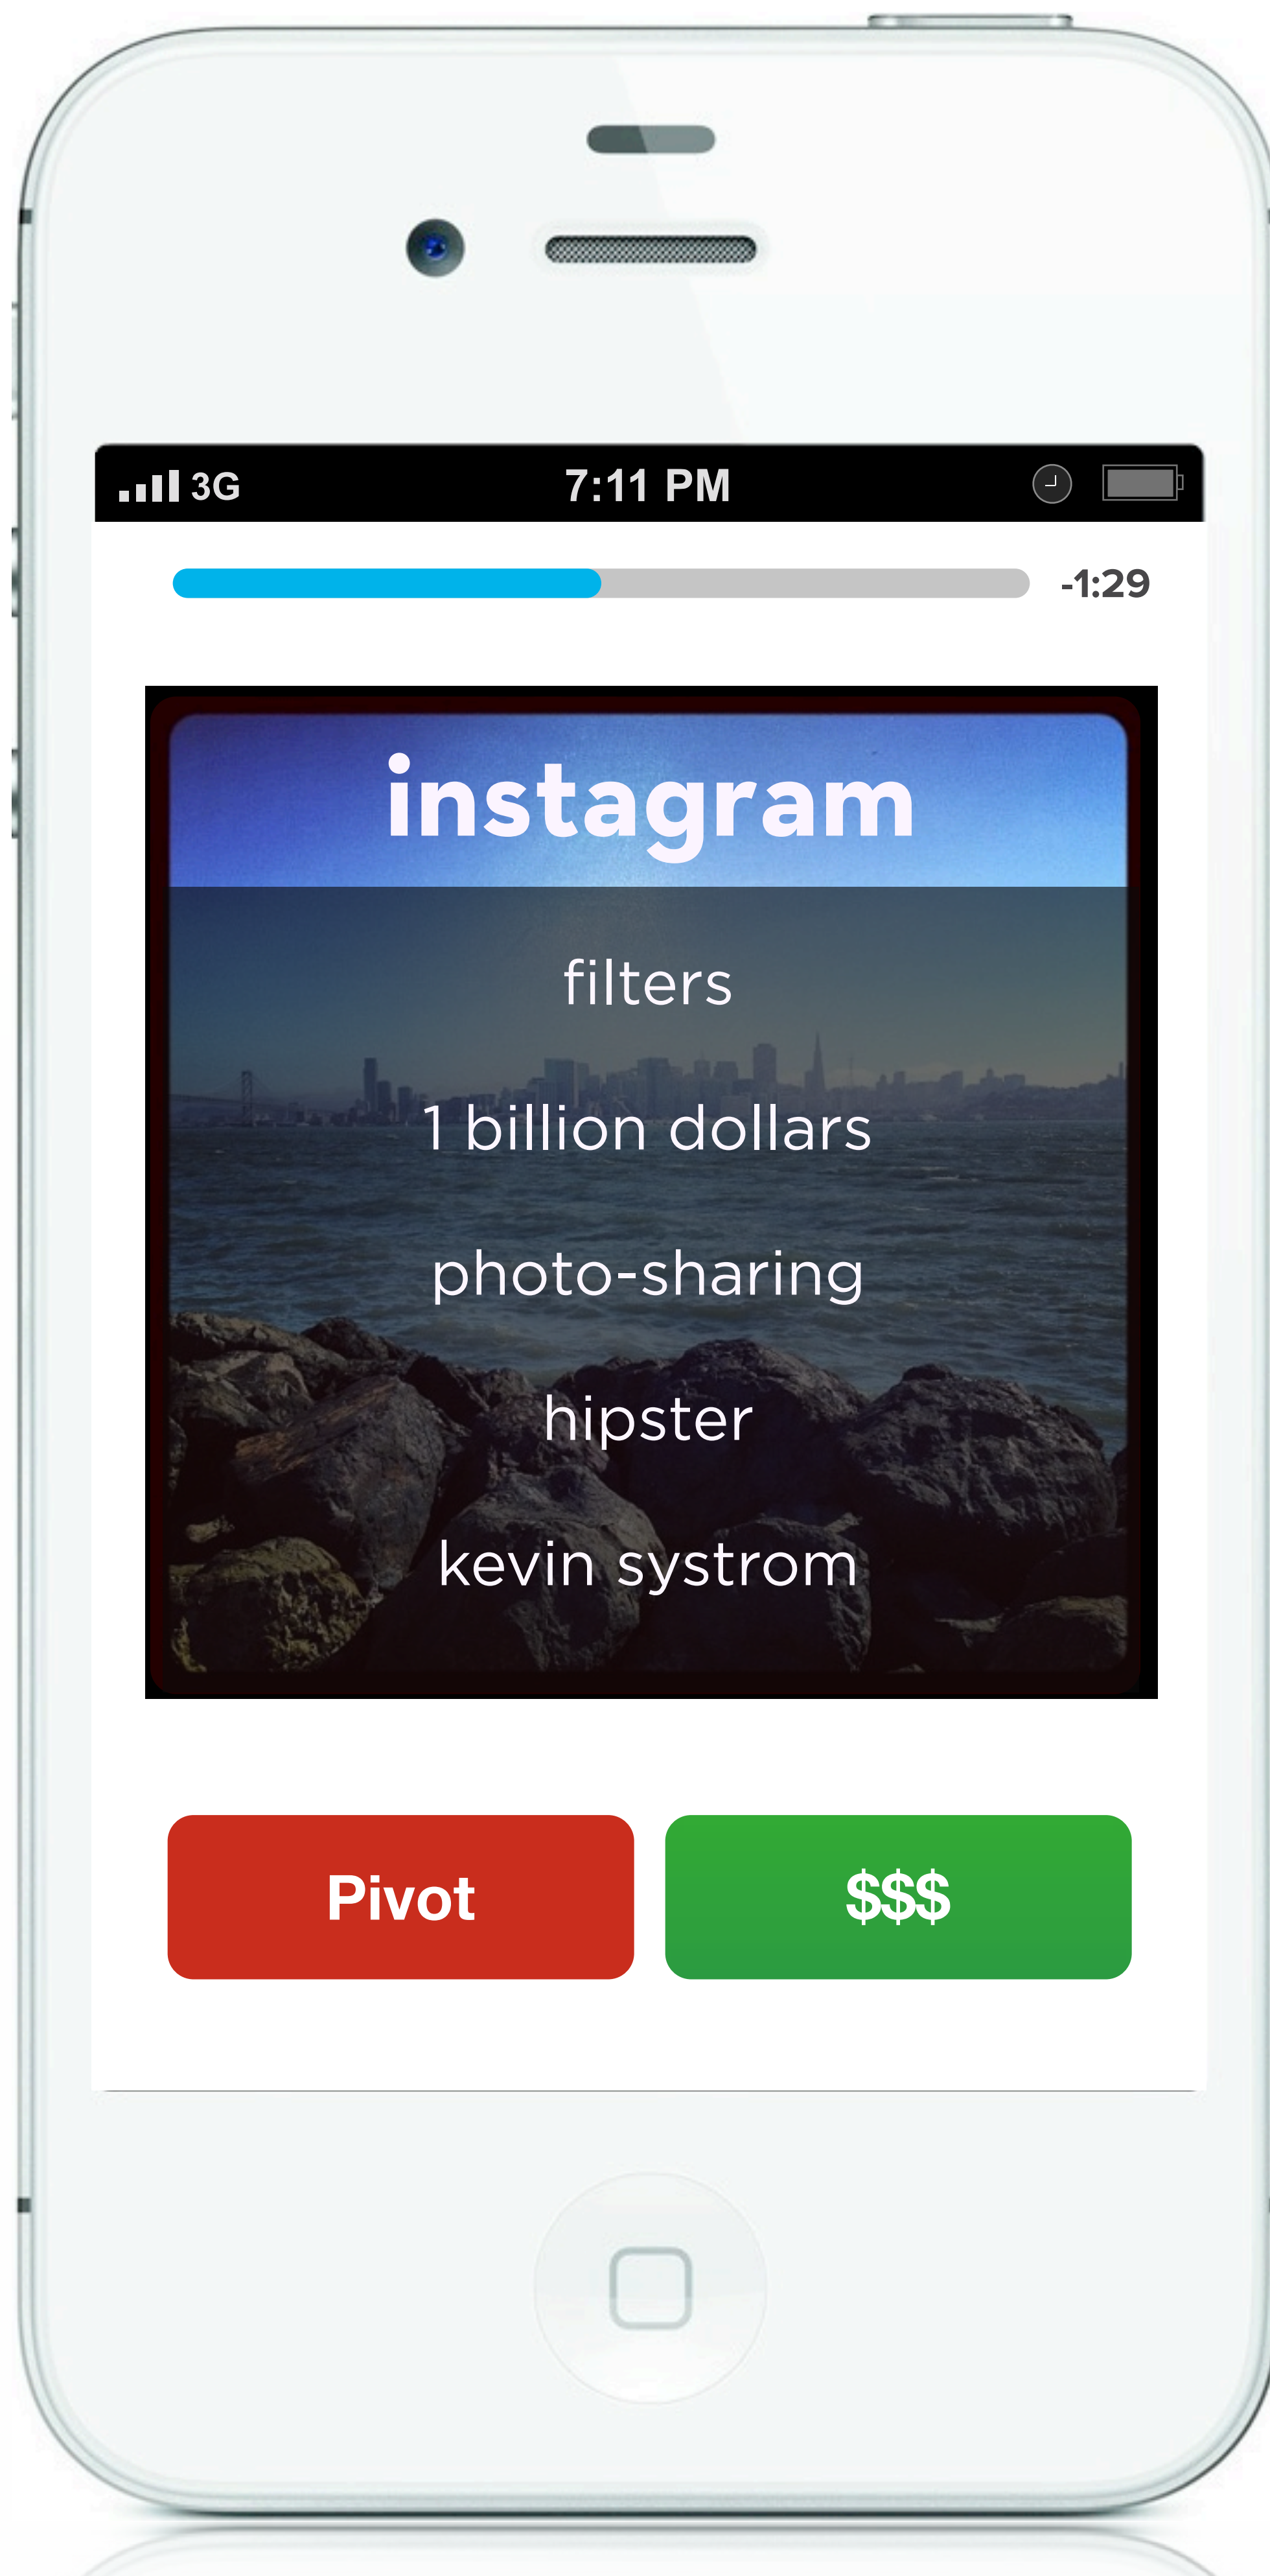 3G 7:11 PM
-1:29
instagram
filters
1 billion dollars
photo-sharing
hipster
kevin systrom
Pivot $$$